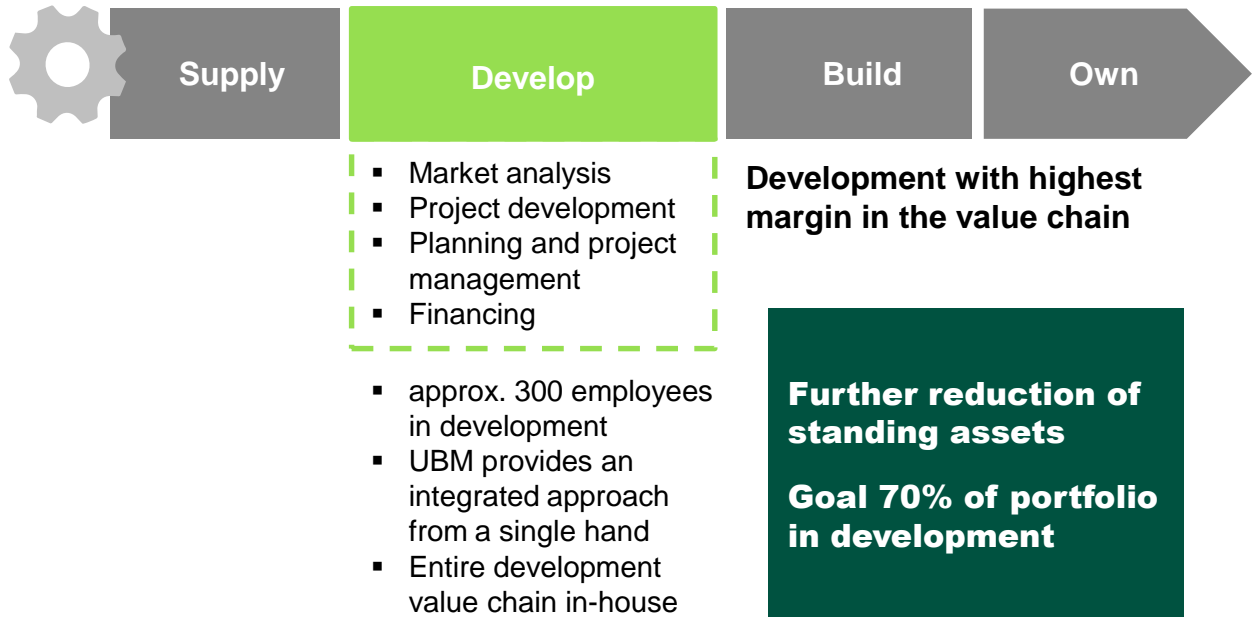 Supply
Develop
Build
Own
▪ Market analysis
▪ Project development
▪ Planning and project
management
▪ Financing
▪ approx. 300 employees
in development
▪ UBM provides an
integrated approach
from a single hand
▪ Entire development
value chain in-house
Development with highest
margin in the value chain
Further reduction of
standing assets
Goal 70% of portfolio
in development